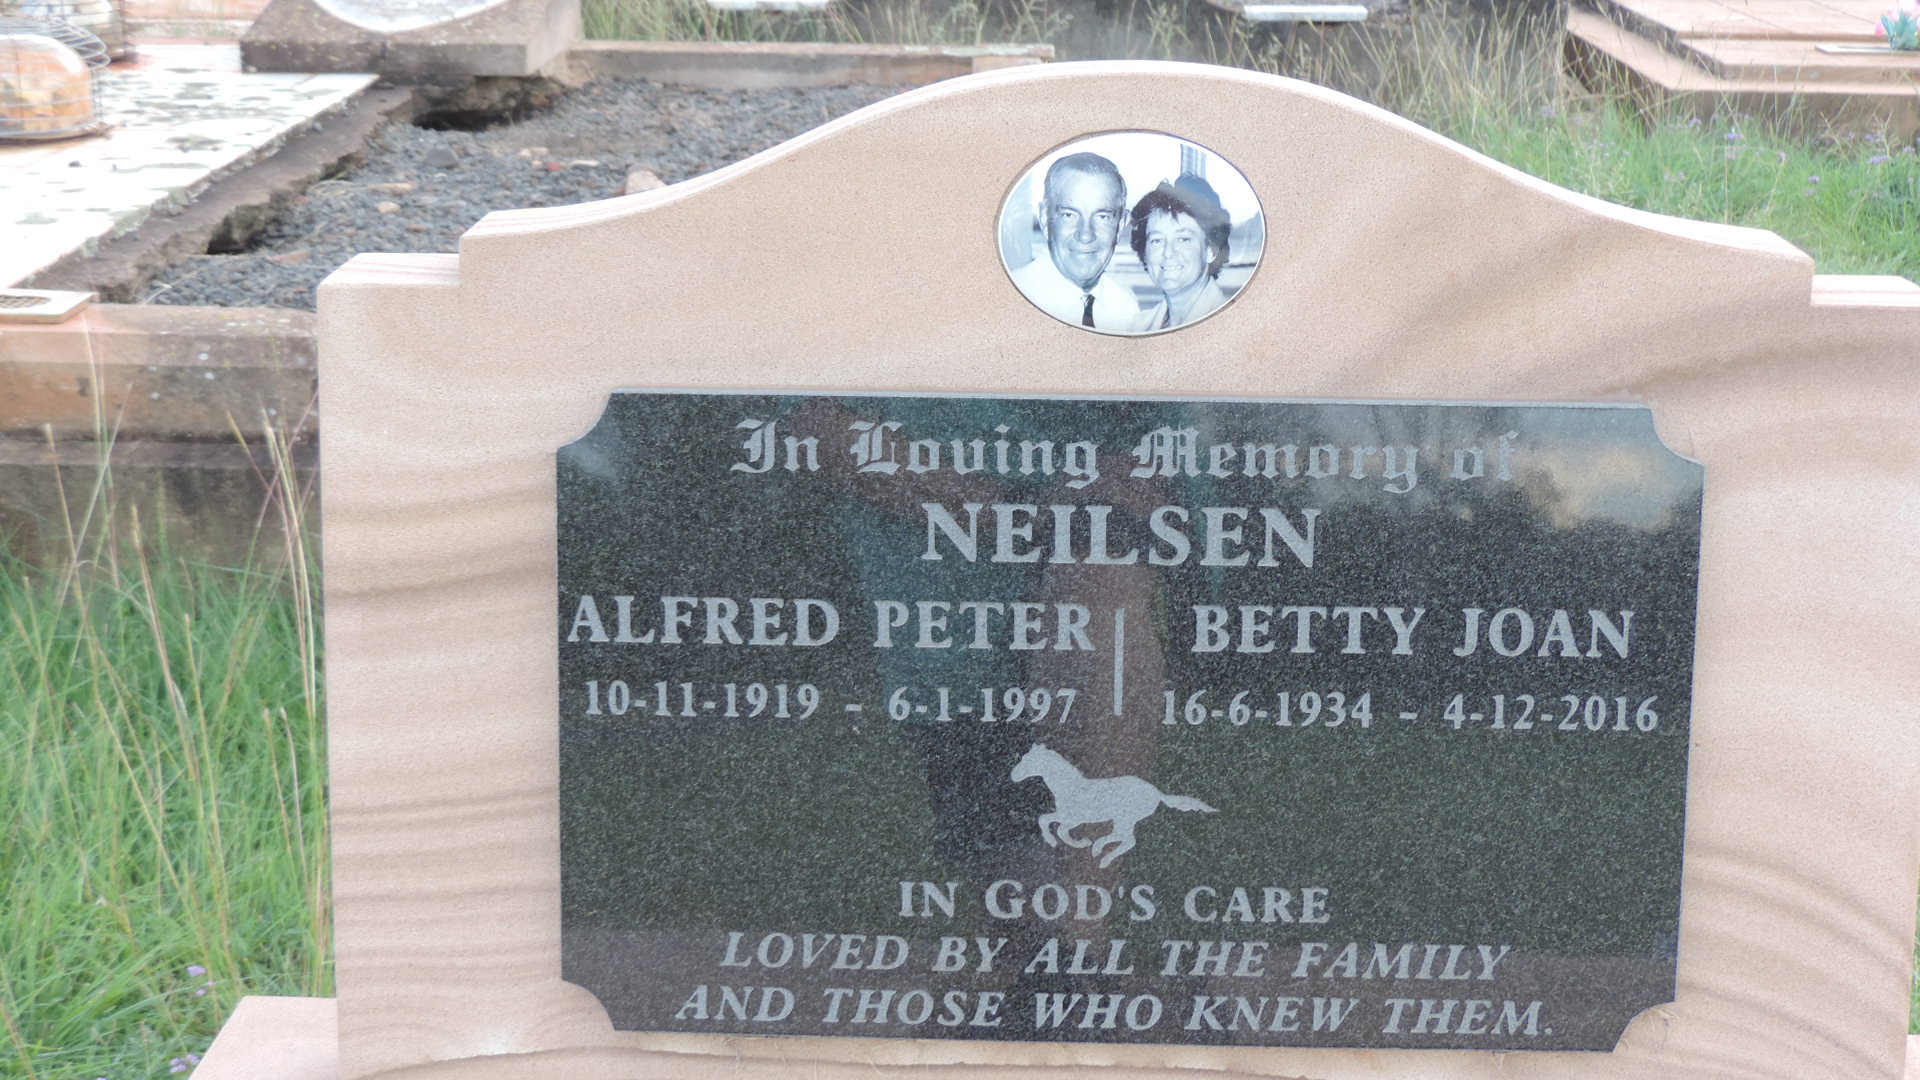 In Loving Memory of
NEILSEN
ALFRED PETER | BETTY JOAN
10-11-1919 - 6-1-1997 | 16-6-1934 - 4-12-2016
IN GOD'S CARE
LOVED BY ALL THE FAMILY
AND THOSE WHO KNEW THEM.